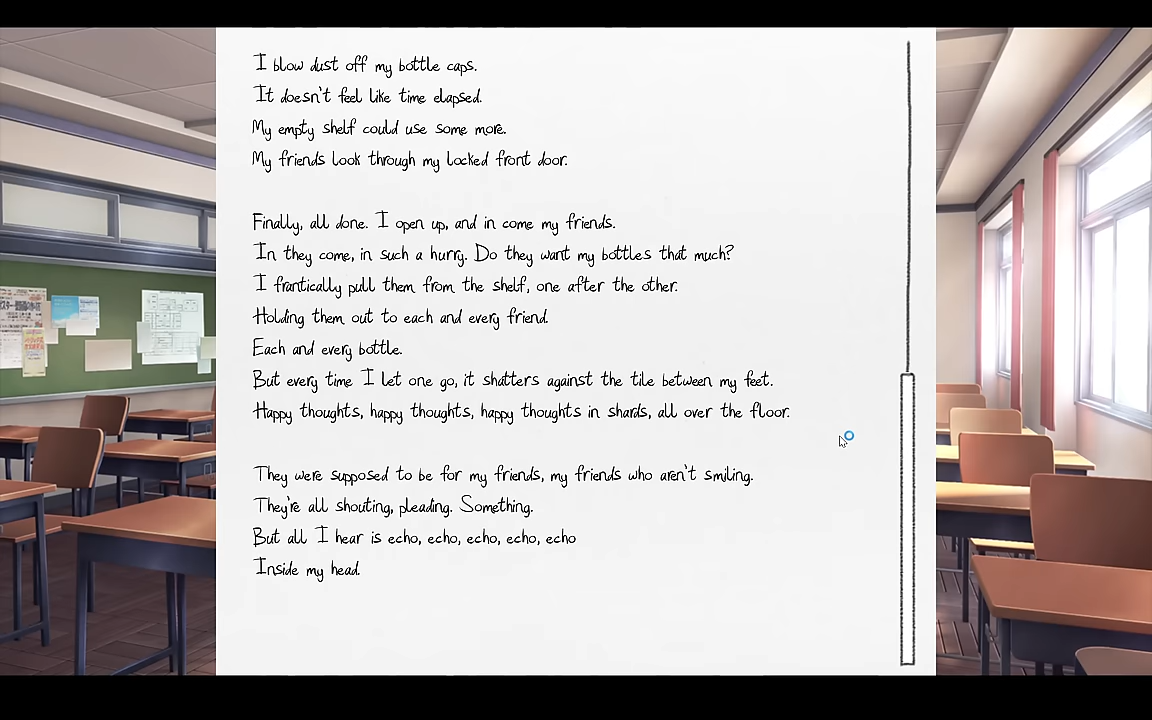 I blow dust off my bottle caps.
It doesn't feel like time elapsed.
My empty shelf could use some more.
My friends look through my locked front door.
Finally, all done. I open up, and in come my friends.
In they come, in such a hurry. Do they want my bottles that much?
I frantically pull them from the shelf, one after the other.
Holding them out to each and every friend.
Each and every bottle.
But every time I let one go, it shatters against the tile between my feet.
Happy thoughts, happy thoughts, happy thoughts in shards, all over the floor.
They were supposed to be for my friends, my friends who aren't smiling.
They're all shouting, pleading. Something.
But all I hear is echo, echo, echo, echo, echo
Inside my head.